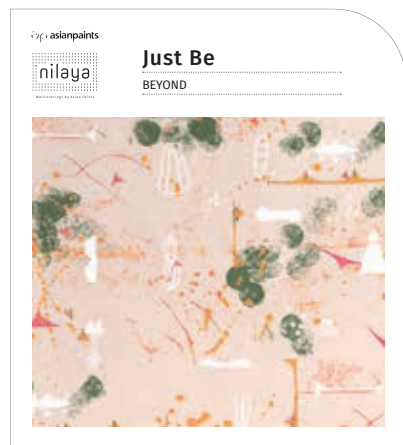 asianpaints
nilaya
Wallcoverings by Asian Paints
Just Be
BEYOND